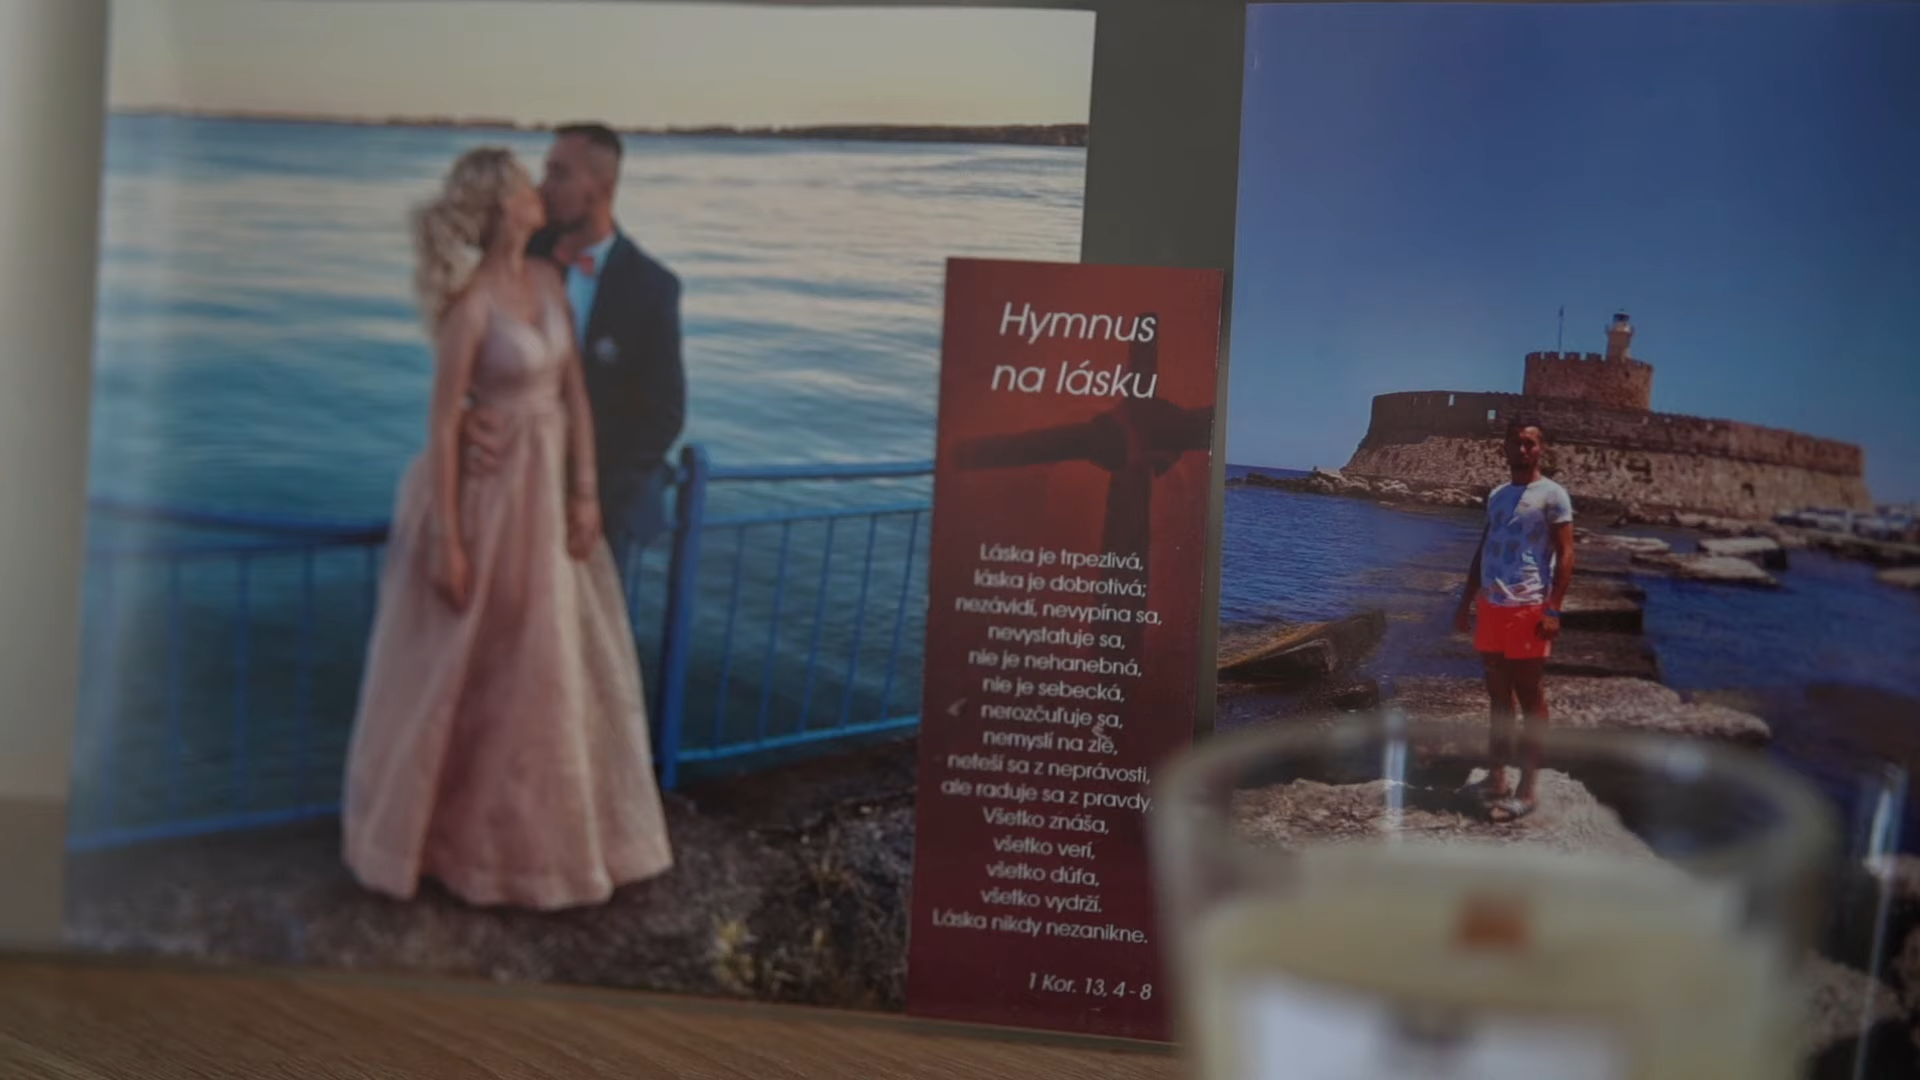 Hymnus
na lásku
Láska je trpezlivá,
láska je dobrotivá;
nezávidí, nevypína sa,
nevystatuje sa,
nie je nehanebná,
nie je sebecká,
nerozčuľuje sa,
nemyslí na zlé,
neteší sa z neprávosti,
ale raduje sa z pravdy.
Všetko znáša,
všetko verí,
všetko dúfa,
všetko vydrží.
Láska nikdy nezanikne.
1 Kor. 13, 4 - 8